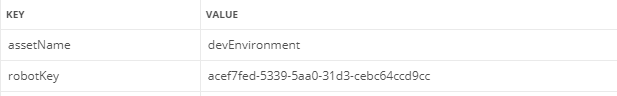 KEY VALUE
assetName devEnvironment
robotKey acef7fed-5339-5aa0-31d3-cebc64ccd9cc